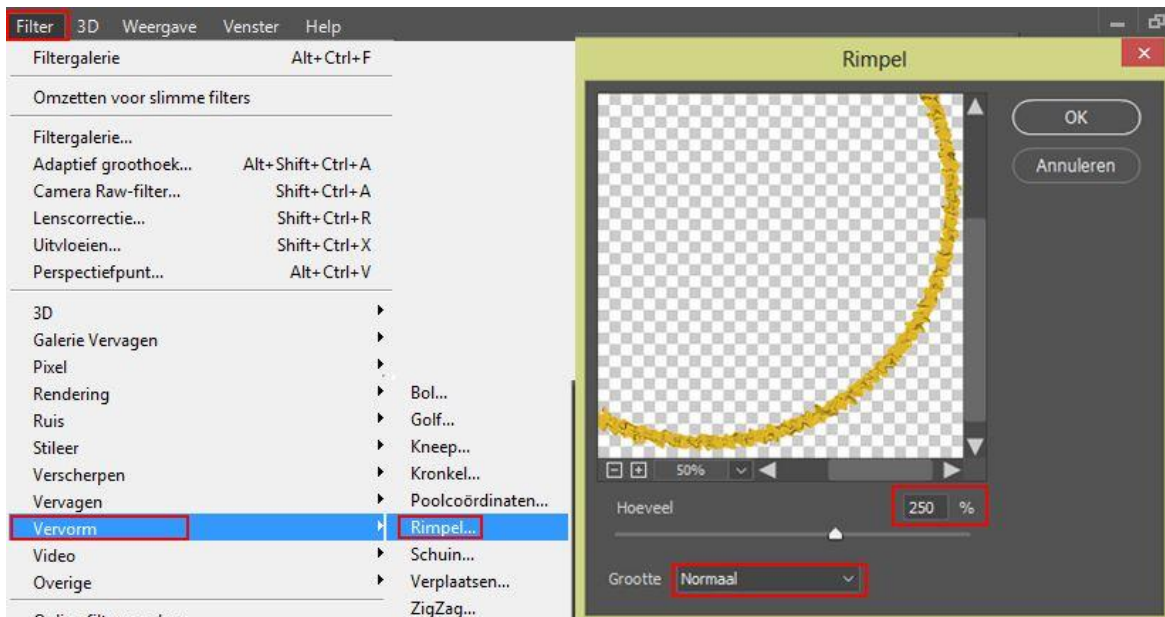 Filter 3D Weergave Venster Help
Filtergalerie Alt+Ctrl+F
Omzetten voor slimme filters
Filtergalerie...
Adaptief groothoek... Alt+Shift+Ctrl+A
Camera Raw-filter... Shift+Ctrl+A
Lenscorrectie... Shift+Ctrl+R
Uitvloeien... Shift+Ctrl+X
Perspectiefpunt... Alt+Ctrl+V
3D
Galerie Vervagen
Pixel
Rendering
Ruis
Stileer
Verscherpen
Vervagen
Vervorm
Video
Overige
Bol...
Golf...
Kneep...
Kronkel...
Poolcoördinaten...
Rimpel...
Schuin...
Verplaatsen...
ZigZag...
Rimpel
OK
Annuleren
50%
Hoeveel 250 %
Grootte Normaal